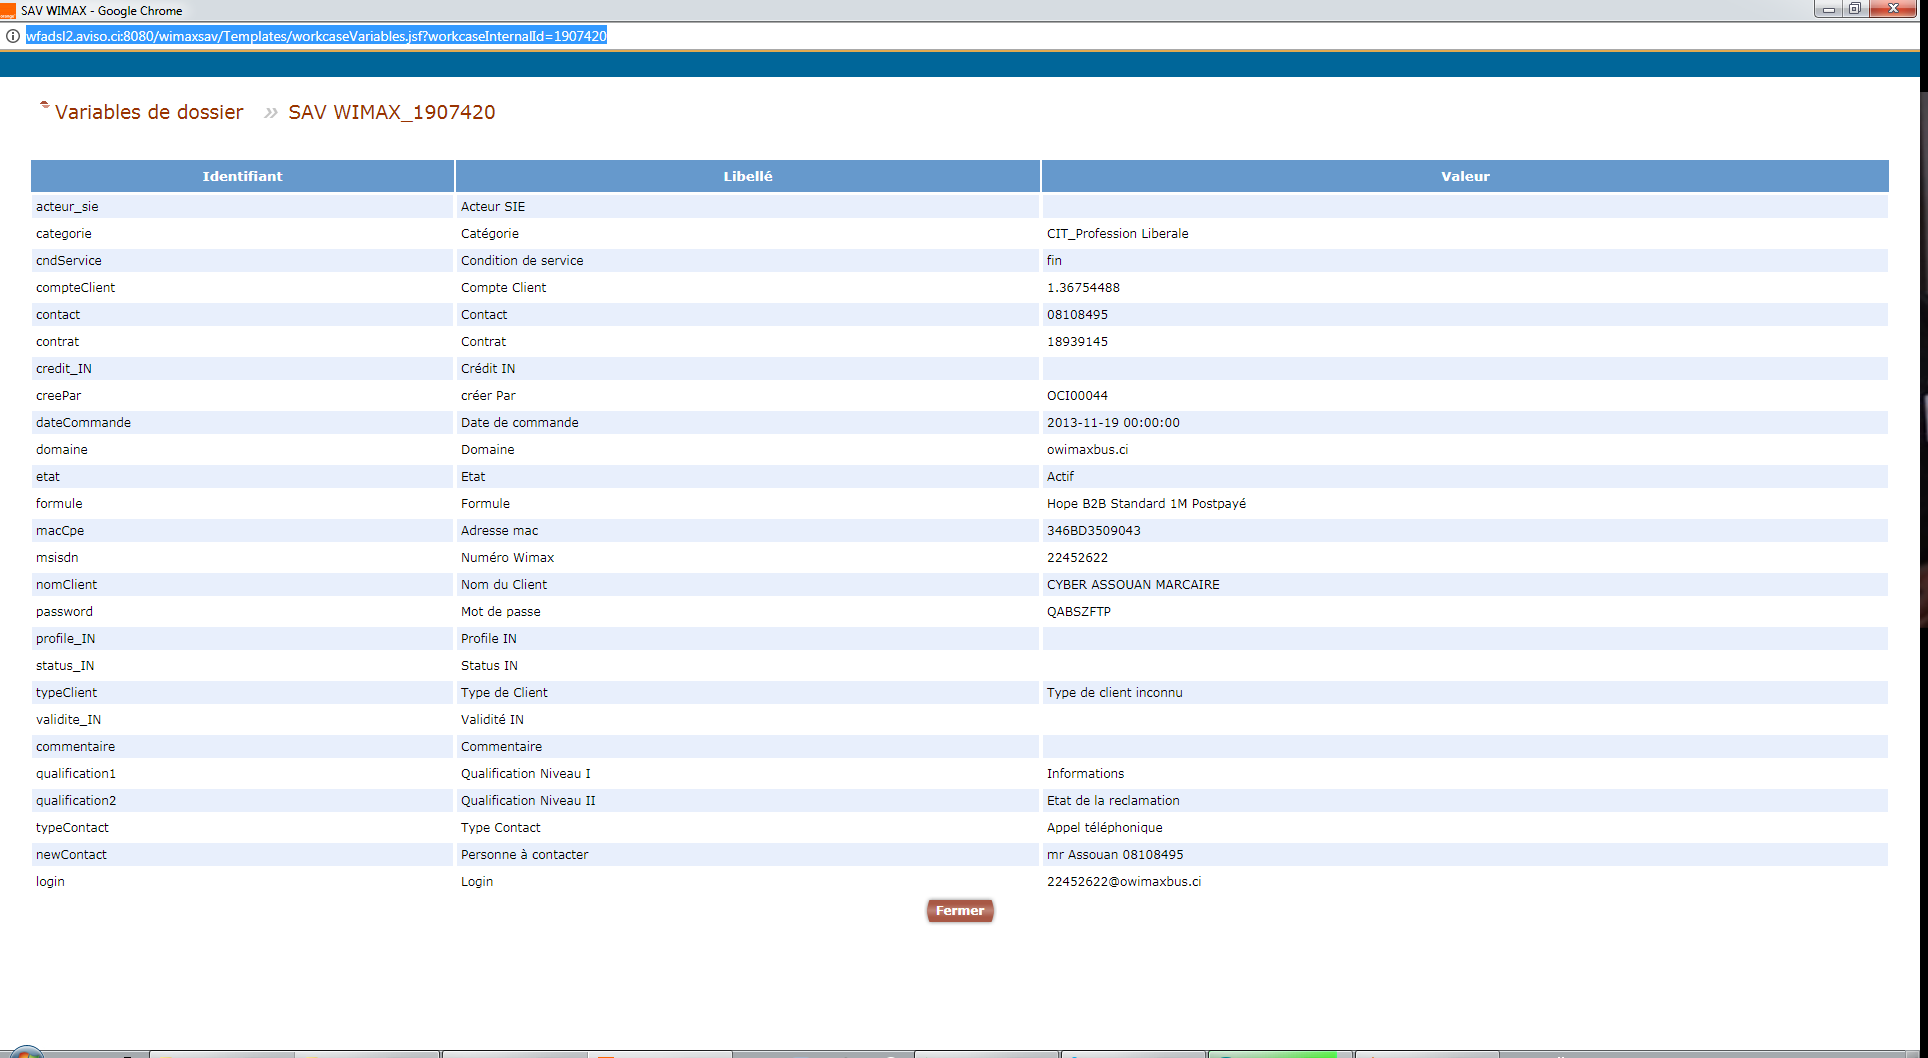 SAV WIMAX - Google Chrome
wfadsl2.aviso.ci:8080/wimaxsav/Templates/workcaseVariables.jsf?workcaseInternalId=1907420
Variables de dossier » SAV WIMAX_1907420
Identifiant Libellé Valeur
acteur_sie Acteur SIE
categorie Catégorie CIT_Profession Liberale
cndService Condition de service fin
compteClient Compte Client 1.36754488
contact Contact 08108495
contrat Contrat 18939145
credit_IN Crédit IN
creePar créer Par OCI00044
dateCommande Date de commande 2013-11-19 00:00:00
domaine Domaine owimaxbus.ci
etat Etat Actif
formule Formule Hope B2B Standard 1M Postpayé
macCpe Adresse mac 346BD3509043
msisdn Numéro Wimax 22452622
nomClient Nom du Client CYBER ASSOUAN MARCAIRE
password Mot de passe QABSZFTP
profile_IN Profile IN
status_IN Status IN
typeClient Type de Client Type de client inconnu
validite_IN Validité IN
commentaire Commentaire
qualification1 Qualification Niveau I Informations
qualification2 Qualification Niveau II Etat de la reclamation
typeContact Type Contact Appel téléphonique
newContact Personne à contacter mr Assouan 08108495
login Login 22452622@owimaxbus.ci
Fermer